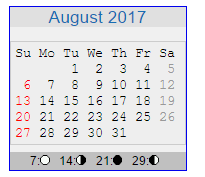 August 2017
Su Mo Tu We Th Fr Sa
1 2 3 4 5
6 7 8 9 10 11 12
13 14 15 16 17 18 19
20 21 22 23 24 25 26
27 28 29 30 31
7:🌕 14:🌗 21:🌑 29:🌓